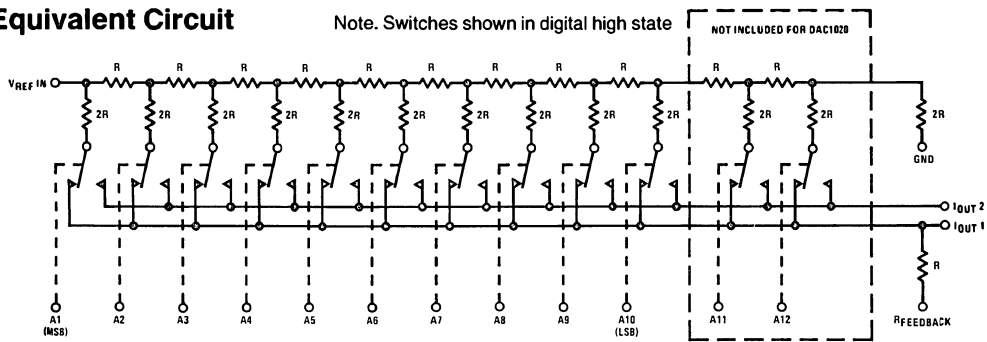 Equivalent Circuit
Note. Switches shown in digital high state
NOT INCLUDED FOR DAC1020
R R R R R R R R R R R
VREF IN
2R 2R 2R 2R 2R 2R 2R 2R 2R 2R 2R 2R 2R
GND
IOUT 2
IOUT 1
R
A1 A2 A3 A4 A5 A6 A7 A8 A9 A10 A11 A12 RFEEDBACK
(MSB) (LSB)